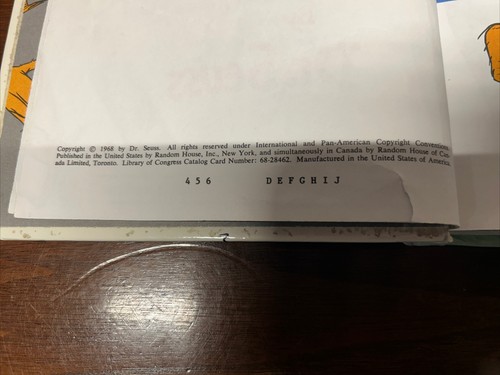 Copyright © 1968 by Dr. Seuss. All rights reserved under International and Pan-American Copyright Conventions.
Published in the United States by Random House, Inc., New York, and simultaneously in Canada by Random House of Can-
ada Limited, Toronto. Library of Congress Catalog Card Number: 68-28462. Manufactured in the United States of America.
4 5 6 D E F G H I J